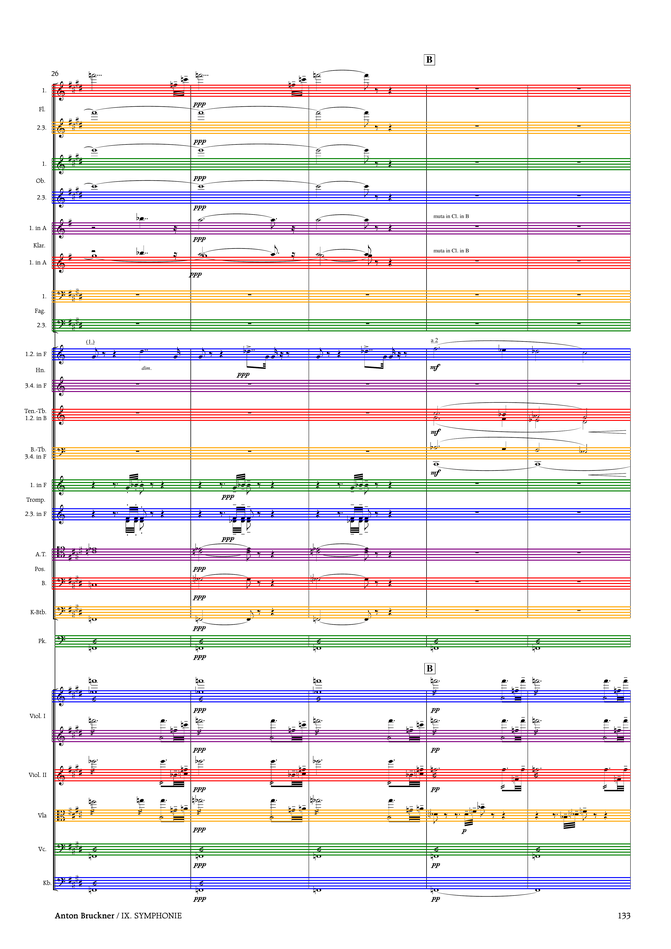 B
26
1.
ppp
Fl.
2.3.
ppp
1.
ppp
Ob.
2.3.
ppp
muta in Cl. in B
1. in A
ppp
Klar.
muta in Cl. in B
1. in A
ppp
1.
Fag.
2.3.
(1.) a 2
1.2. in F
dim. mf
Hn.
ppp
3.4. in F
Ten.-Tb.
1.2. in B
mf
B.-Tb.
3.4. in F
mf
1. in F
ppp
Tromp.
2.3. in F
ppp
A.T.
ppp
Pos.
B.
ppp
K-Btb.
ppp
Pk.
ppp
B
ppp pp
Viol. I
ppp pp
Viol. II
ppp pp
Vla
ppp p
Vc.
ppp pp
Kb.
ppp pp
Anton Bruckner / IX. SYMPHONIE 133